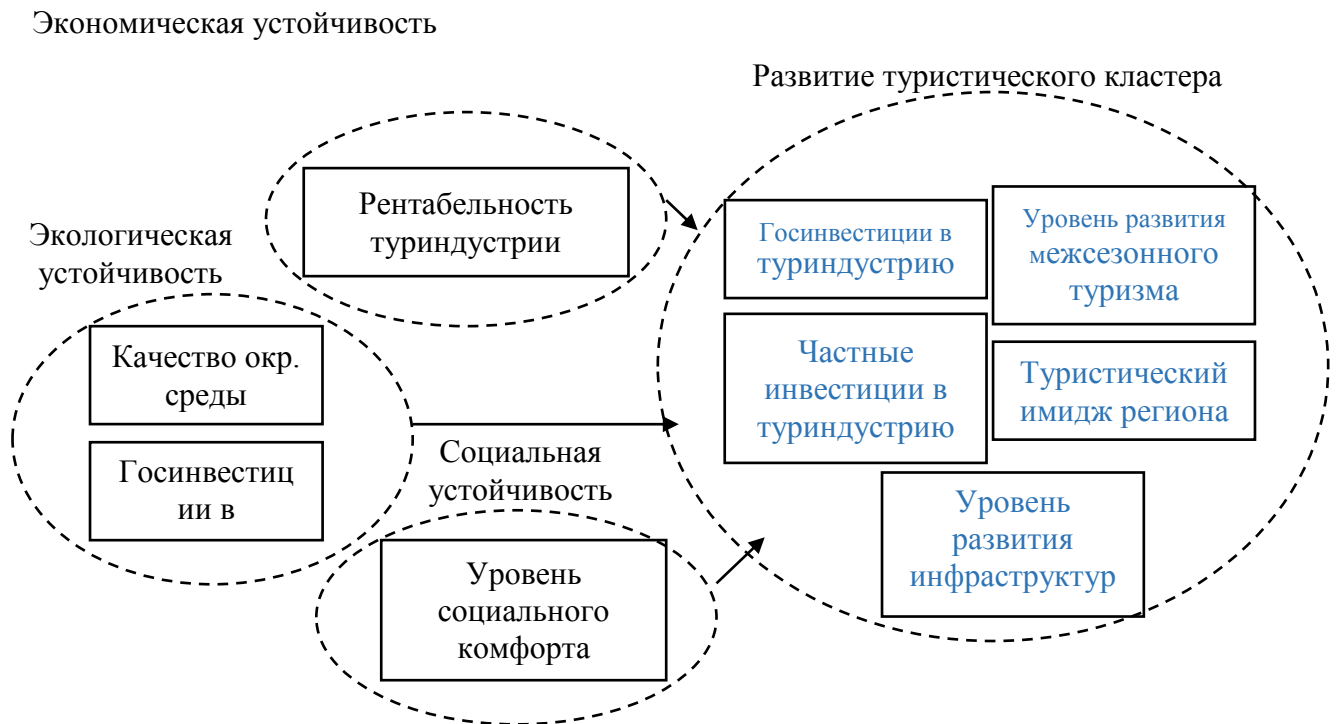 Экономическая устойчивость
Развитие туристического кластера
Рентабельность
туриндустрии
Экологическая
устойчивость
Качество окр.
среды
Госинвестиц
ии в
Социальная
устойчивость
Уровень
социального
комфорта
Госинвестиции в
туриндустрию
Уровень развития
межсезонного
туризма
Частные
инвестиции в
туриндустрию
Туристический
имидж региона
Уровень
развития
инфраструктур